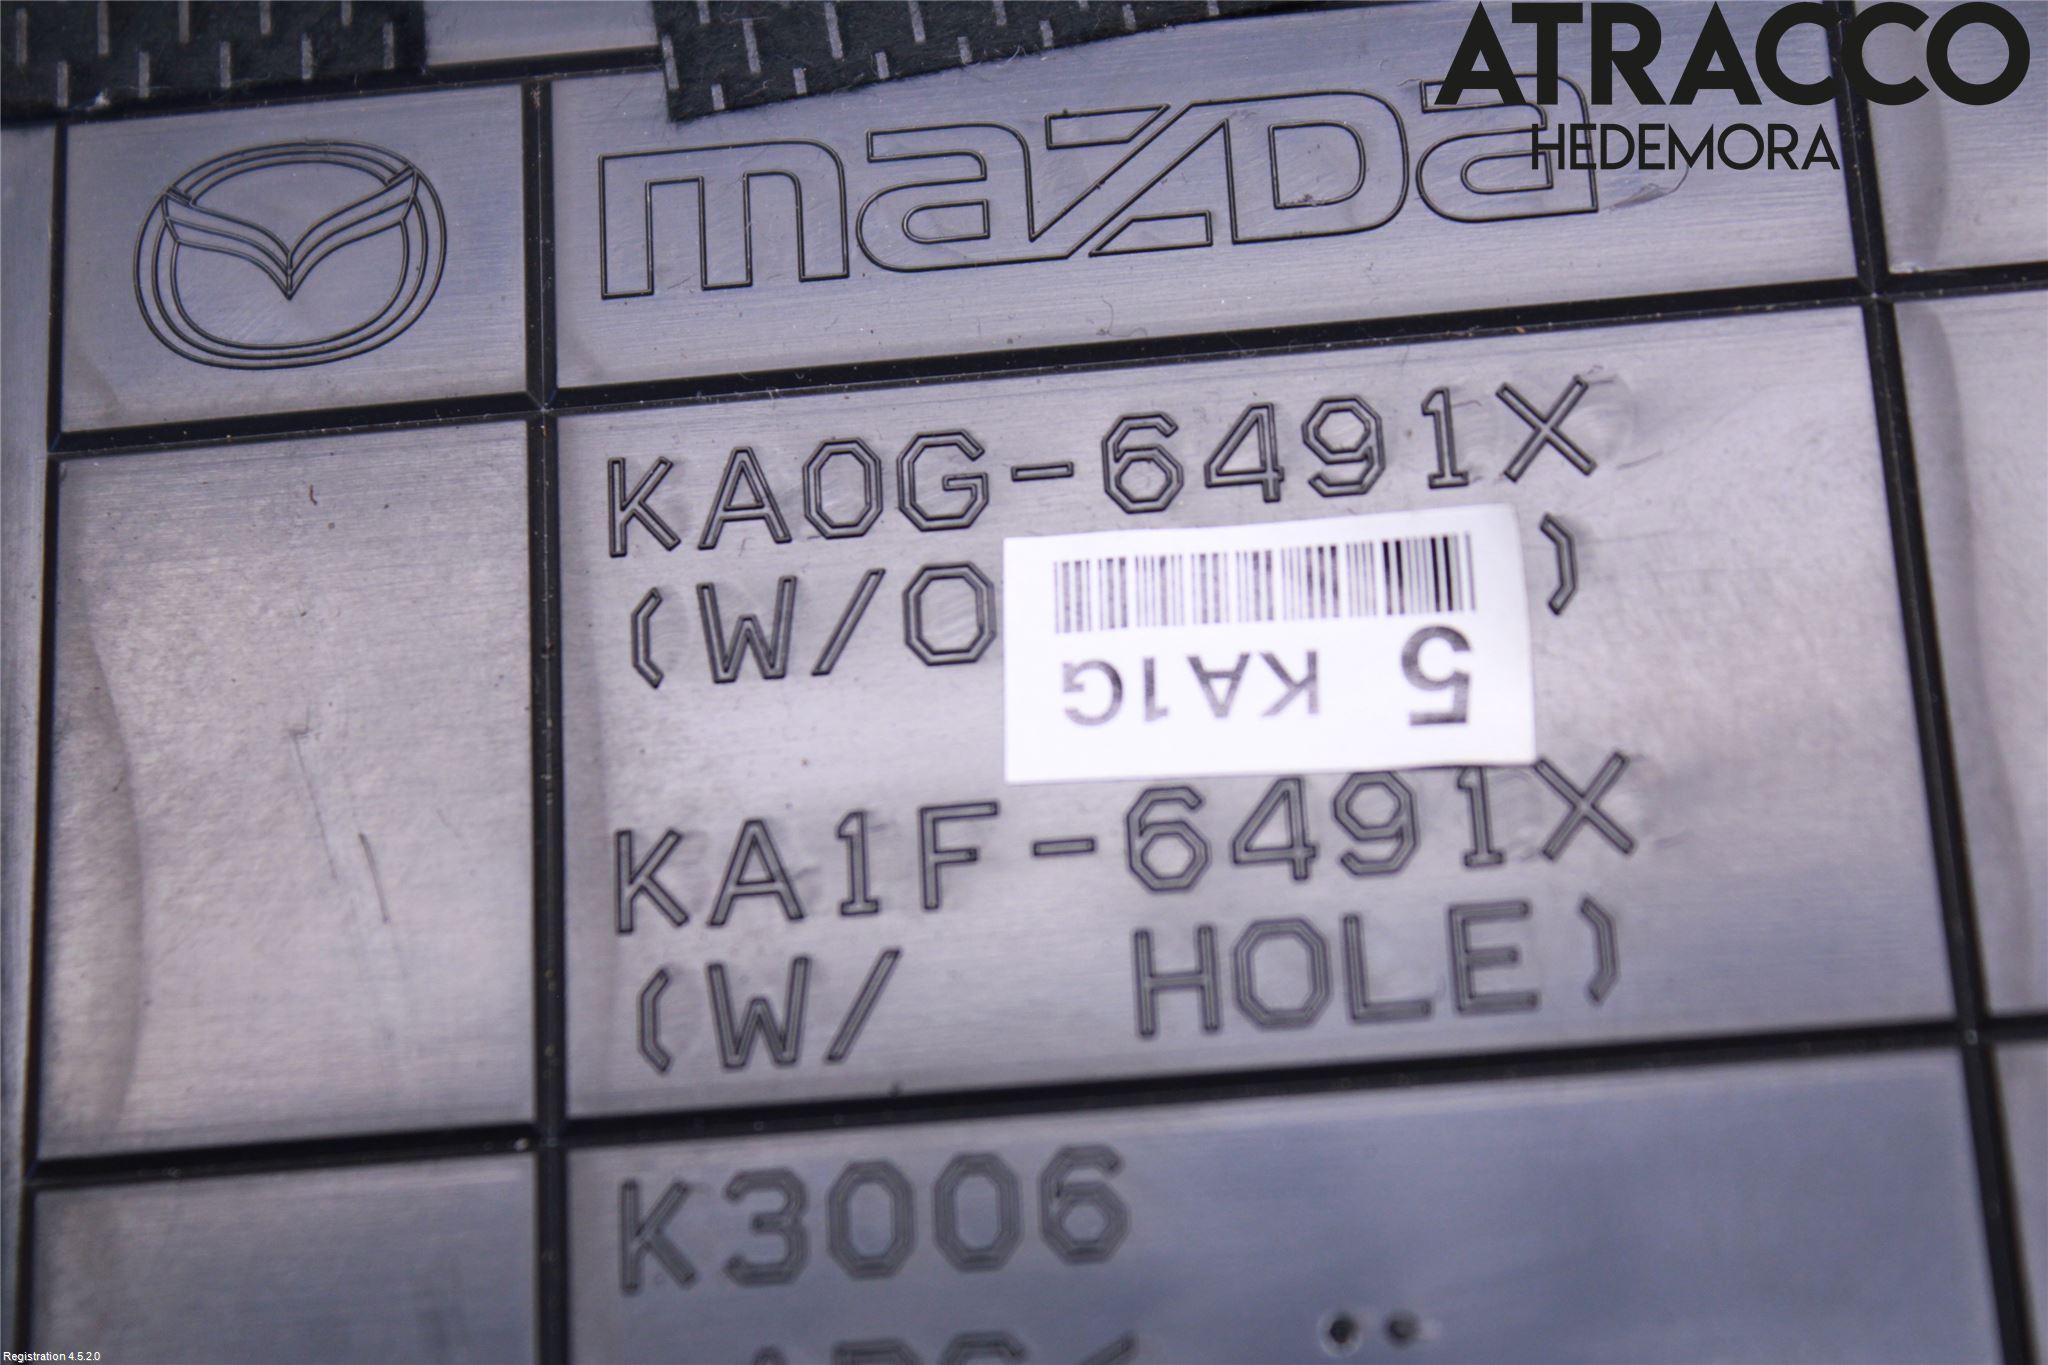 ATRACCO
HEDEMORA
mazda
KA0G-6491X
(W/O )
5 KA1G
KA1F-6491X
(W/ HOLE)
K3006
Registration 4.5.2.0